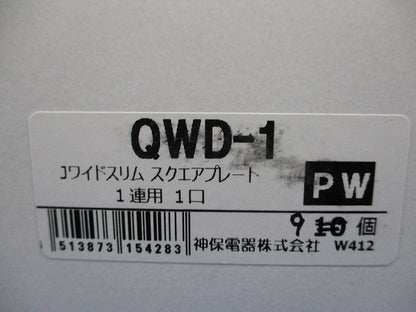 QWD-1
Jワイドスリム スクエアプレート
1連用 1口
PW
9 10 個
513873 154283
神保電器株式会社 W412